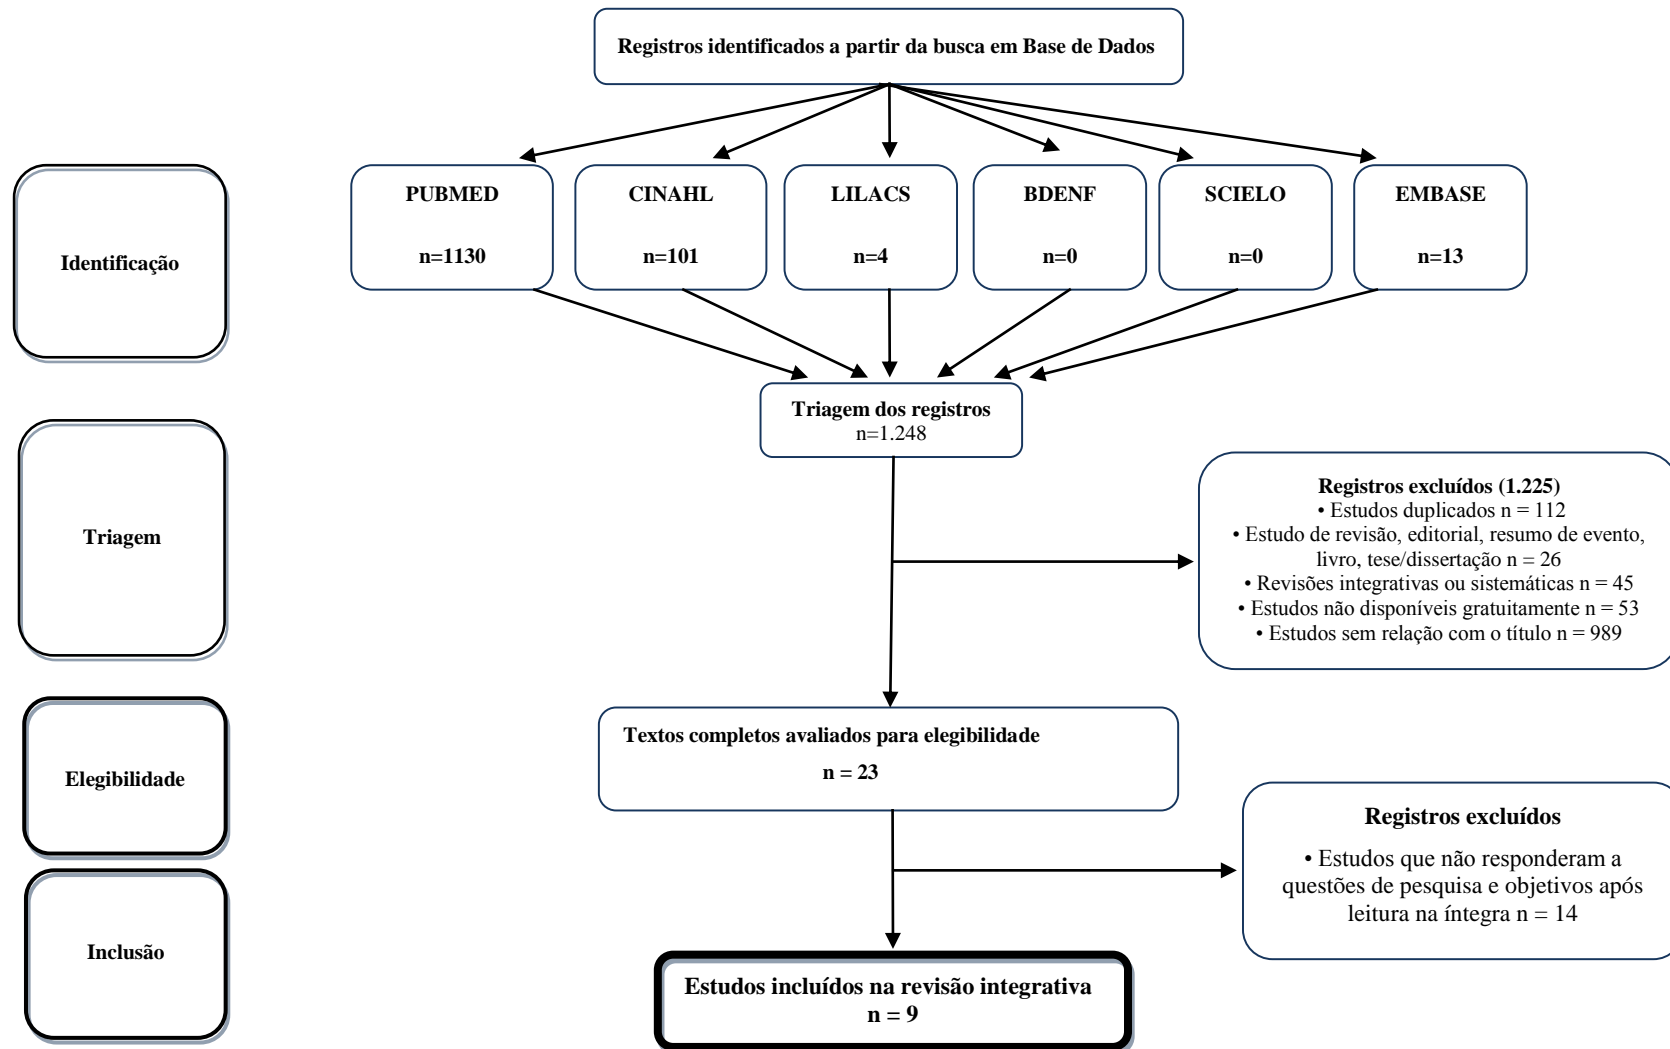 Registros identificados a partir da busca em Base de Dados
Identificação
PUBMED
n=1130
CINAHL
n=101
LILACS
n=4
BDENF
n=0
SCIELO
n=0
EMBASE
n=13
Triagem dos registros
n=1.248
Triagem
Registros excluídos (1.225)
• Estudos duplicados n = 112
• Estudo de revisão, editorial, resumo de evento,
livro, tese/dissertação n = 26
• Revisões integrativas ou sistemáticas n = 45
• Estudos não disponíveis gratuitamente n = 53
• Estudos sem relação com o título n = 989
Elegibilidade
Textos completos avaliados para elegibilidade
n = 23
Registros excluídos
• Estudos que não responderam a
questões de pesquisa e objetivos após
leitura na íntegra n = 14
Inclusão
Estudos incluídos na revisão integrativa
n = 9